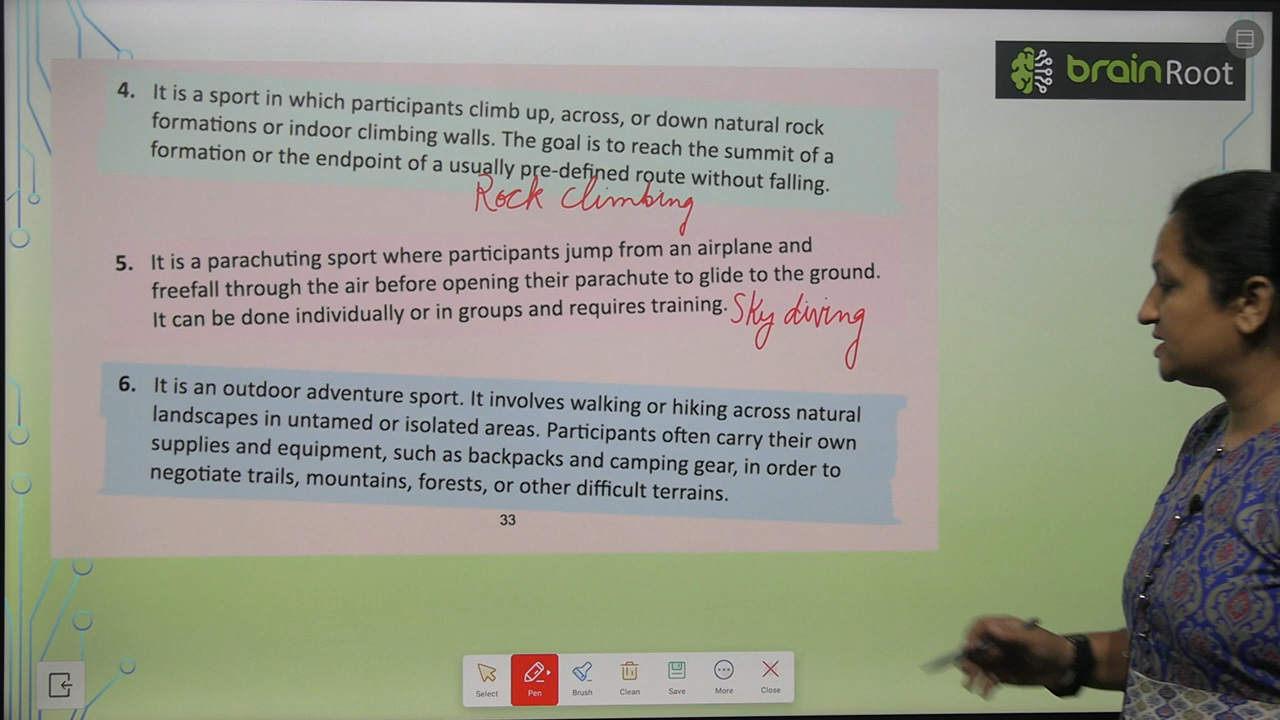 brainRoot
4. It is a sport in which participants climb up, across, or down natural rock
formations or indoor climbing walls. The goal is to reach the summit of a
formation or the endpoint of a usually pre-defined route without falling.
Rock climbing
5. It is a parachuting sport where participants jump from an airplane and
freefall through the air before opening their parachute to glide to the ground.
It can be done individually or in groups and requires training. Sky diving
6. It is an outdoor adventure sport. It involves walking or hiking across natural
landscapes in untamed or isolated areas. Participants often carry their own
supplies and equipment, such as backpacks and camping gear, in order to
negotiate trails, mountains, forests, or other difficult terrains.
33
Select Pen Brush Clean Save More Close